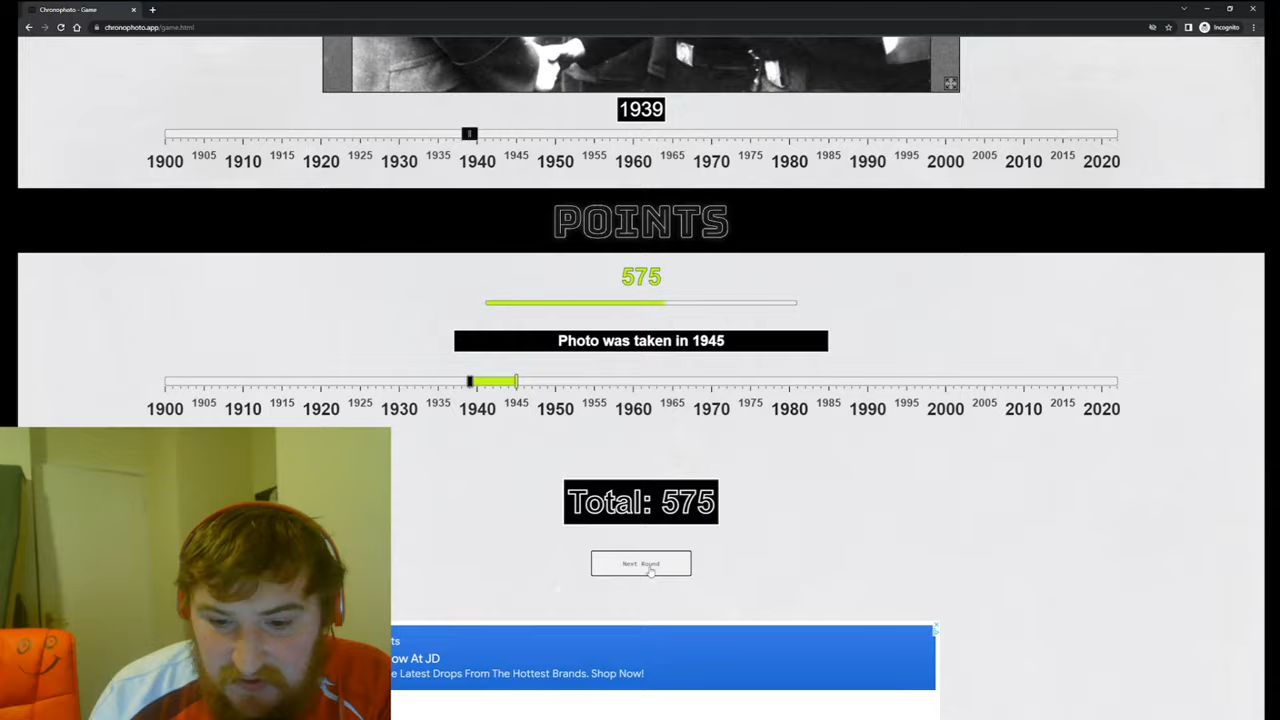 Chronophoto - Game
chronophoto.app/game.html
Incognito
1939
1900 1905 1910 1915 1920 1925 1930 1935 1940 1945 1950 1955 1960 1965 1970 1975 1980 1985 1990 1995 2000 2005 2010 2015 2020
POINTS
575
Photo was taken in 1945
1900 1905 1910 1915 1920 1925 1930 1935 1940 1945 1950 1955 1960 1965 1970 1975 1980 1985 1990 1995 2000 2005 2010 2015 2020
Total: 575
Next Round
ts
ow At JD
e Latest Drops From The Hottest Brands. Shop Now!